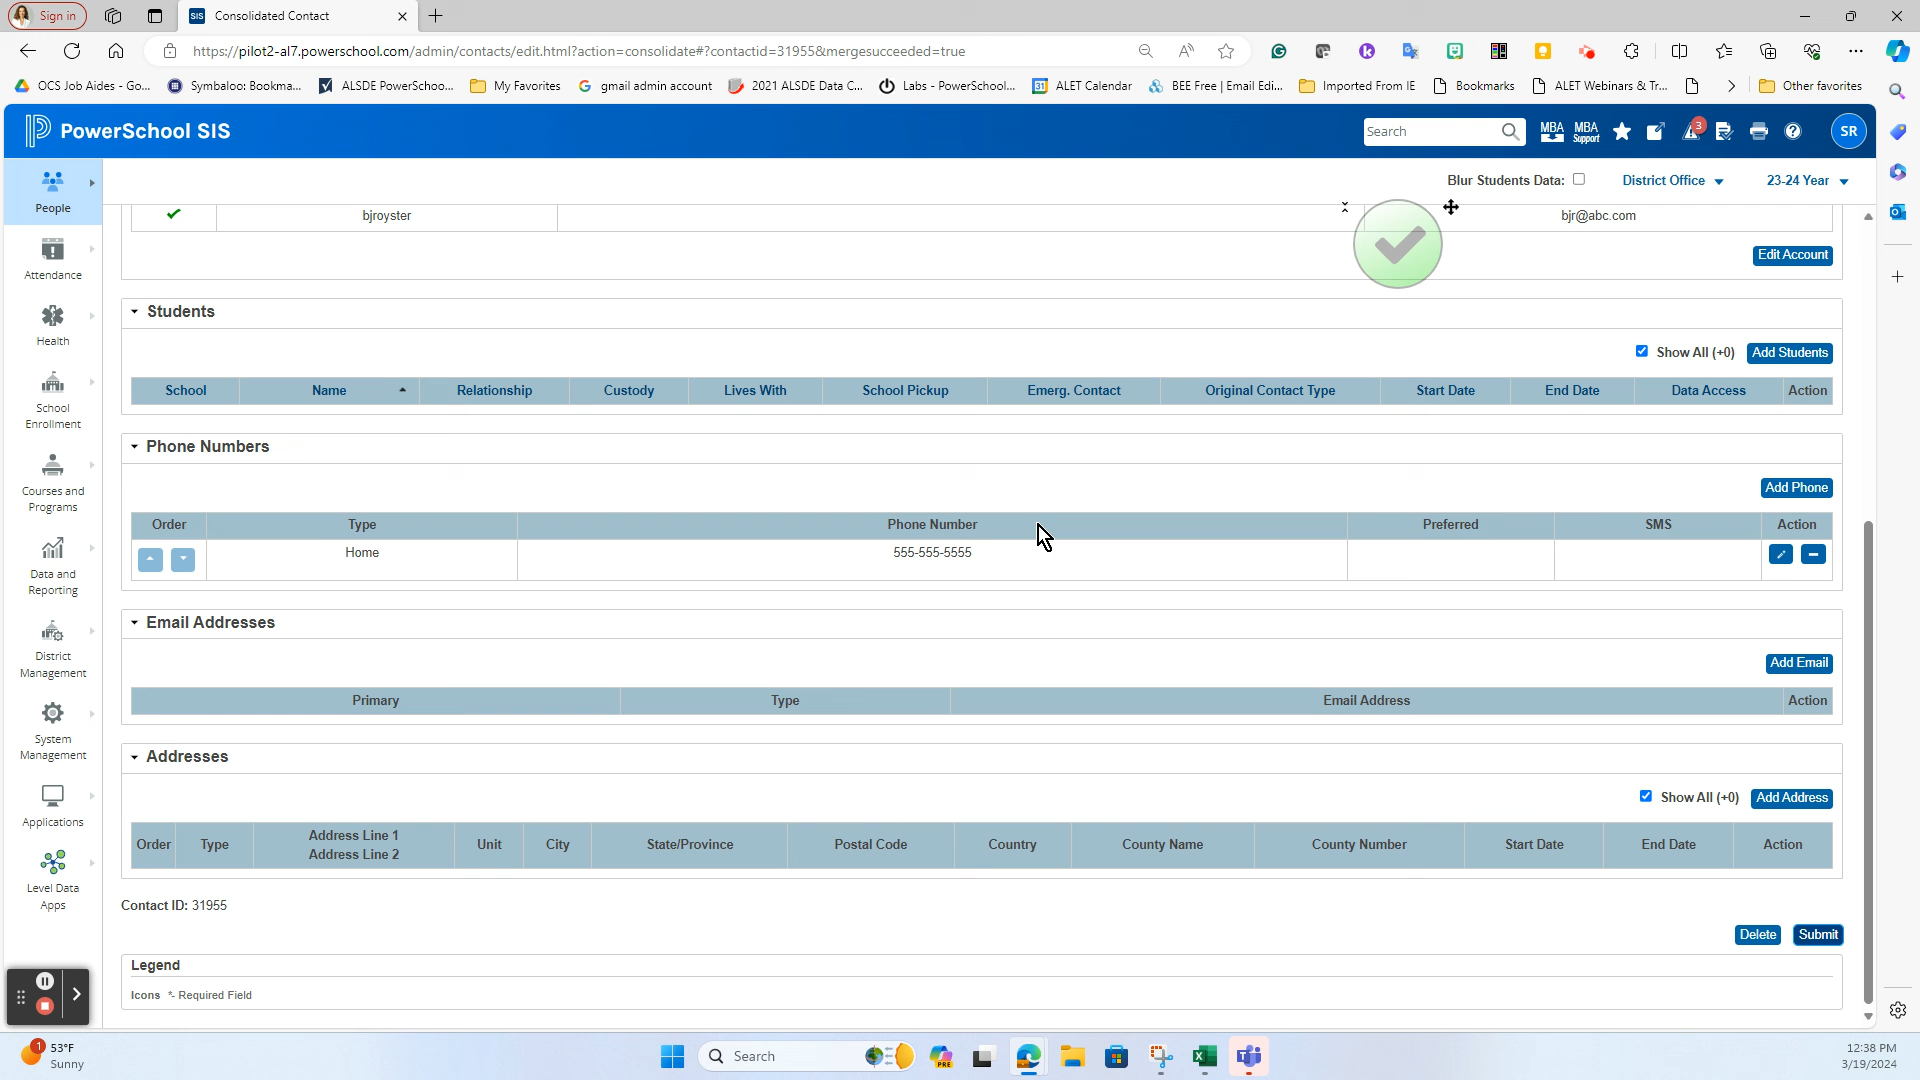 Sign in
SIS Consolidated Contact
https://pilot2-al7.powerschool.com/admin/contacts/edit.html?action=consolidate#?contactid=31955&mergesucceeded=true
OCS Job Aides - Go... Symbaloo: Bookma... ALSDE PowerSchoo... My Favorites gmail admin account 2021 ALSDE Data C... Labs - PowerSchool... ALET Calendar BEE Free | Email Edi... Imported From IE Bookmarks ALET Webinars & Tr... Other favorites
PowerSchool SIS
Search
MBA
MBA Support
3
SR
Blur Students Data:
District Office
23-24 Year
People
Attendance
Health
School Enrollment
Courses and Programs
Data and Reporting
District Management
System Management
Applications
Level Data Apps
bjroyster bjr@abc.com
Edit Account
Students
Show All (+0) Add Students
School Name Relationship Custody Lives With School Pickup Emerg. Contact Original Contact Type Start Date End Date Data Access Action
Phone Numbers
Add Phone
Order Type Phone Number Preferred SMS Action
Home 555-555-5555
Email Addresses
Add Email
Primary Type Email Address Action
Addresses
Show All (+0) Add Address
Order Type Address Line 1 Address Line 2 Unit City State/Province Postal Code Country County Name County Number Start Date End Date Action
Contact ID: 31955
Delete Submit
Legend
Icons *- Required Field
1
53°F
Sunny
Search
PRE
12:38 PM
3/19/2024